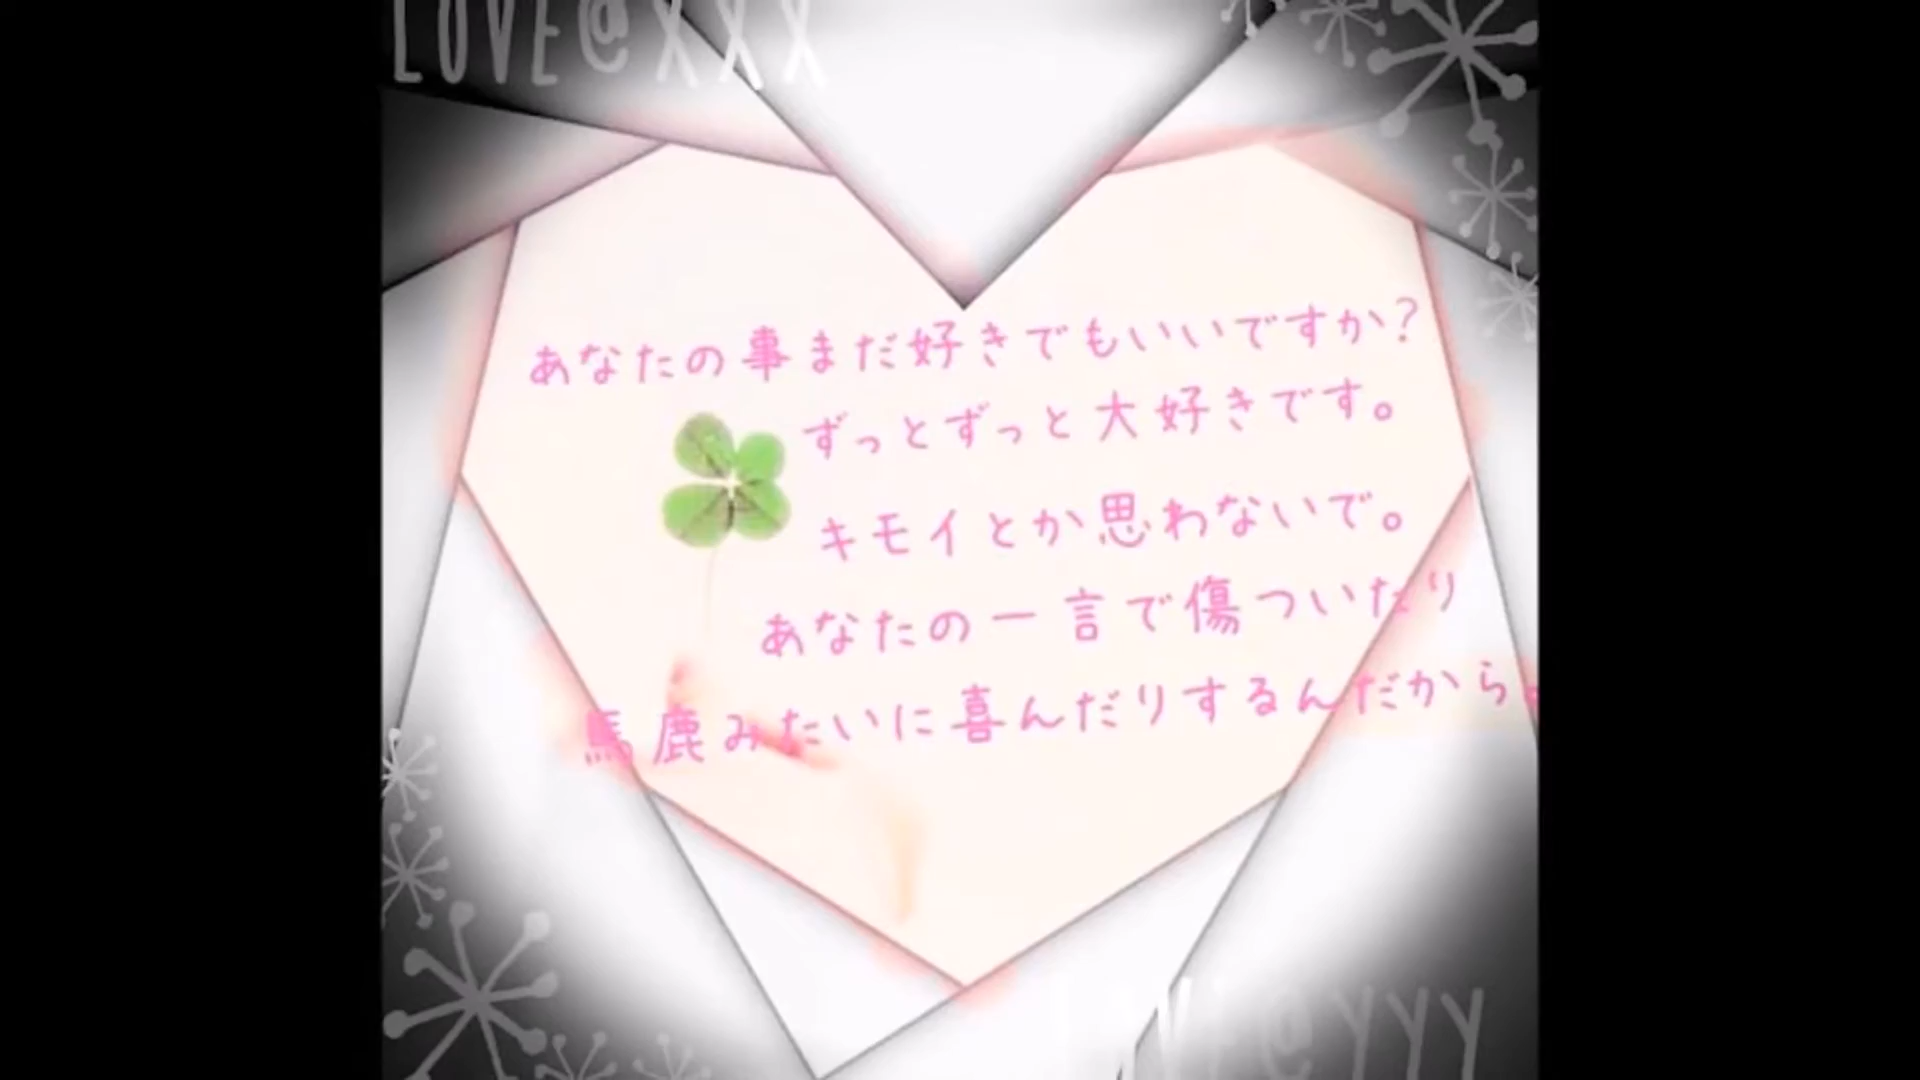 LOVE@XXX
あなたの事まだ好きでもいいですか?
ずっとずっと大好きです。
キモイとか思わないで。
あなたの一言で傷ついたり
馬鹿みたいに喜んだりするんだから。
LOVE@YYY